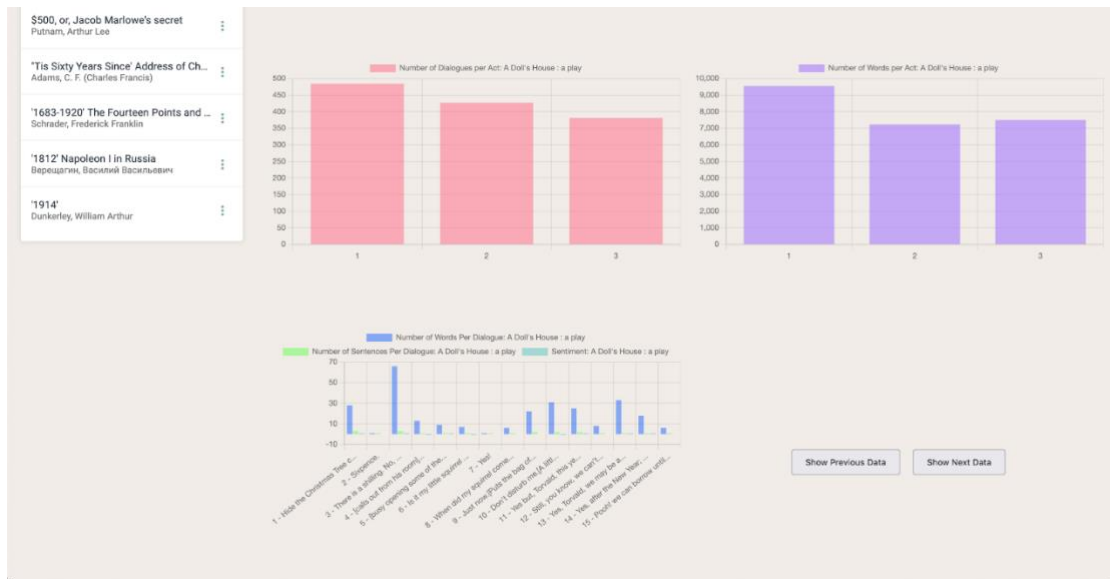 $500, or, Jacob Marlowe's secret
Putnam, Arthur Lee
'Tis Sixty Years Since' Address of Ch...
Adams, C. F. (Charles Francis)
'1683-1920' The Fourteen Points and ...
Schrader, Frederick Franklin
'1812' Napoleon I in Russia
Верещагин, Василий Васильевич
'1914'
Dunkerley, William Arthur
Number of Dialogues per Act: A Doll's House : a play
500
450
400
350
300
250
200
150
100
50
0
1 2 3
Number of Words per Act: A Doll's House : a play
10,000
9,000
8,000
7,000
6,000
5,000
4,000
3,000
2,000
1,000
0
1 2 3
Number of Words Per Dialogue: A Doll's House : a play
Number of Sentences Per Dialogue: A Doll's House : a play Sentiment: A Doll's House : a play
70
50
30
10
-10
1 - Hide the Christmas Tree c...
2 - Sixpence.
3 - There is a shilling. No, ...
4 - [calls out from his room]...
5 - [busy opening some of the...
6 - Is it my little squirrel ...
7 - Yes!
8 - When did my squirrel come...
9 - Just now.[Puts the bag of...
10 - Don't disturb me.[A littl...
11 - Yes but, Torvald, this ye...
12 - Still, you know, we can't...
13 - Yes, Torvald, we may be a...
14 - Yes, after the New Year; ...
15 - Pooh! we can borrow until...
Show Previous Data
Show Next Data